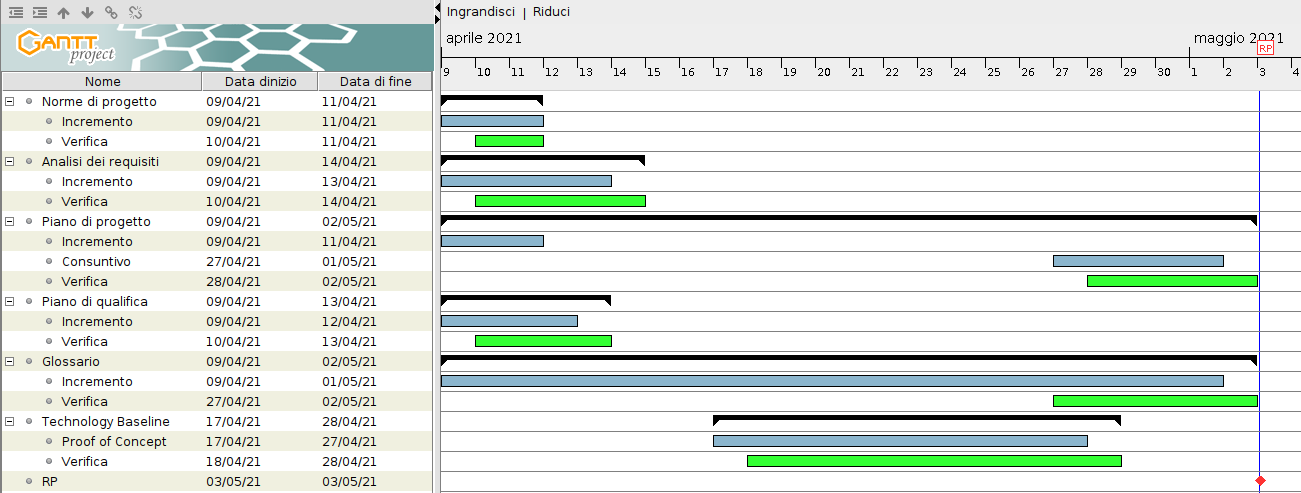 Ingrandisci | Riduci
GANTT project
aprile 2021 maggio 2021
RP
Nome Data dinizio Data di fine
9 10 11 12 13 14 15 16 17 18 19 20 21 22 23 24 25 26 27 28 29 30 1 2 3 4
Norme di progetto 09/04/21 11/04/21
Incremento 09/04/21 11/04/21
Verifica 10/04/21 11/04/21
Analisi dei requisiti 09/04/21 14/04/21
Incremento 09/04/21 13/04/21
Verifica 10/04/21 14/04/21
Piano di progetto 09/04/21 02/05/21
Incremento 09/04/21 11/04/21
Consuntivo 27/04/21 01/05/21
Verifica 28/04/21 02/05/21
Piano di qualifica 09/04/21 13/04/21
Incremento 09/04/21 12/04/21
Verifica 10/04/21 13/04/21
Glossario 09/04/21 02/05/21
Incremento 09/04/21 01/05/21
Verifica 27/04/21 02/05/21
Technology Baseline 17/04/21 28/04/21
Proof of Concept 17/04/21 27/04/21
Verifica 18/04/21 28/04/21
RP 03/05/21 03/05/21